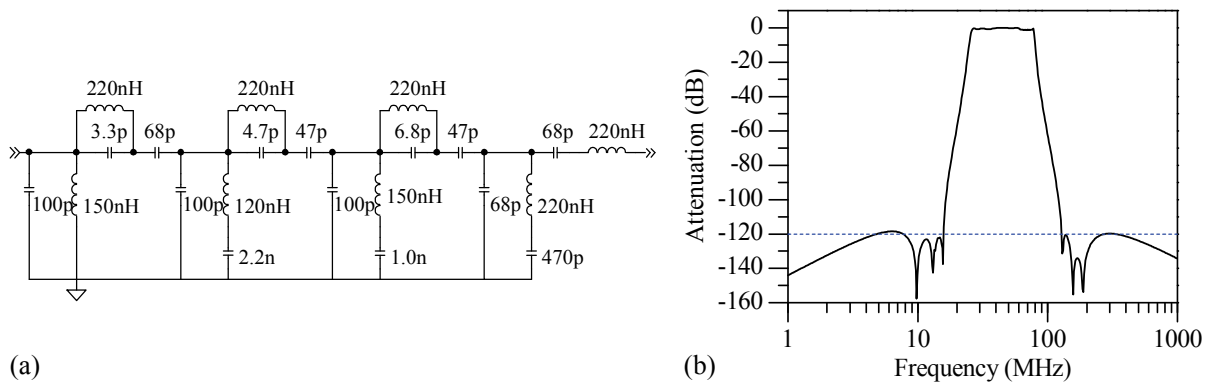 220nH 220nH 220nH
3.3p 68p 4.7p 47p 6.8p 47p 68p 220nH
100p 150nH 100p 120nH 100p 150nH 68p 220nH
2.2n 1.0n 470p
(a)
0
-20
-40
-60
-80
-100
-120
-140
-160
Attenuation (dB)
1 10 100 1000
Frequency (MHz)
(b)